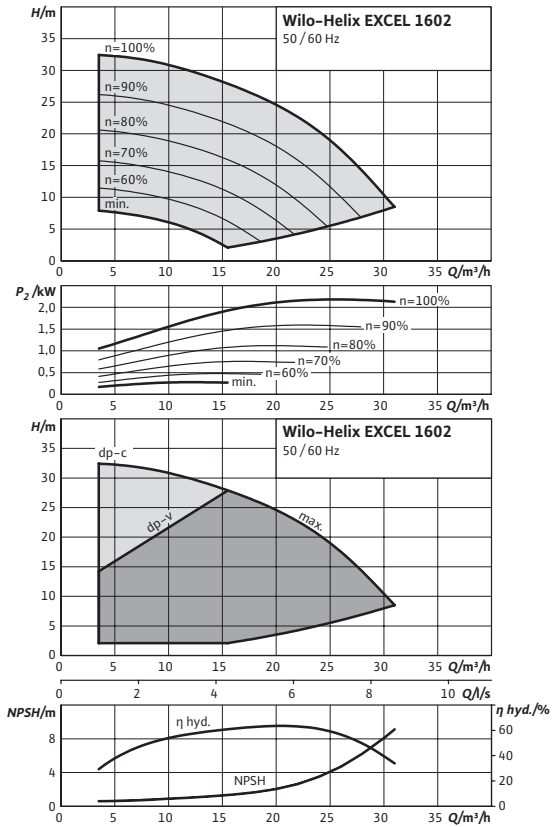 H/m
Wilo-Helix EXCEL 1602
50 / 60 Hz
35
30
25
20
15
10
5
0
n=100%
n=90%
n=80%
n=70%
n=60%
min.
0 5 10 15 20 25 30 35 Q/m³/h
P₂/kW
2,0
1,5
1,0
0,5
0
n=100%
n=90%
n=80%
n=70%
n=60%
min.
0 5 10 15 20 25 30 35 Q/m³/h
H/m
Wilo-Helix EXCEL 1602
50 / 60 Hz
35
30
25
20
15
10
5
0
dp-c
dp-v
max.
0 5 10 15 20 25 30 35 Q/m³/h
0 2 4 6 8 10 Q/l/s
NPSH/m
η hyd./%
8
4
0
η hyd.
NPSH
60
40
20
0
0 5 10 15 20 25 30 35 Q/m³/h